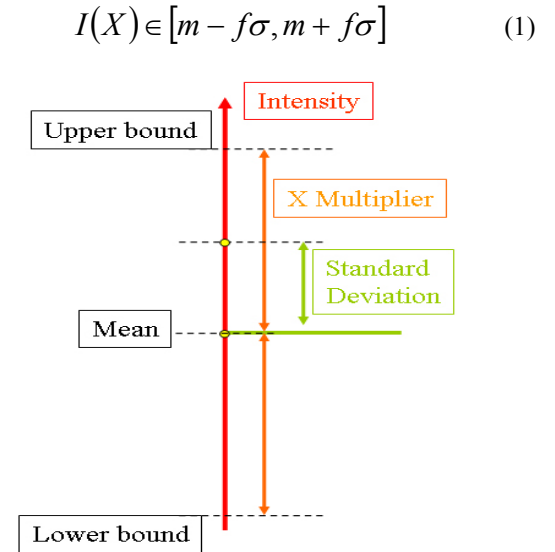 I(X) ∈ [m − fσ, m + fσ] (1)
Intensity
Upper bound
X Multiplier
Standard
Deviation
Mean
Lower bound